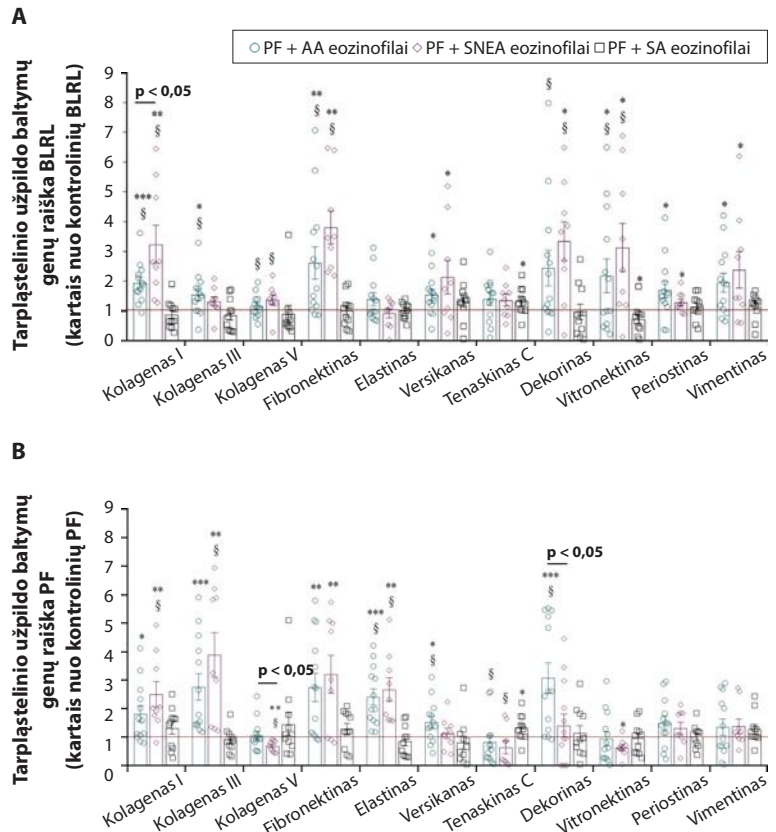 A
PF + AA eozinofilai PF + SNEA eozinofilai PF + SA eozinofilai
Tarpląstelinio užpildo baltymų
genų raiška BLRL
(kartais nuo kontrolinių BLRL)
9
8
7
6
5
4
3
2
1
0
p < 0,05
***
§
**
§
*
§
§
§
**
§
**
§
*
*
*
§
*
§
*
§
*
§
*
*
*
*
*
Kolagenas I
Kolagenas III
Kolagenas V
Fibronektinas
Elastinas
Versikanas
Tenaskinas C
Dekorinas
Vitronektinas
Periostinas
Vimentinas
B
Tarpląstelinio užpildo baltymų
genų raiška PF
(kartais nuo kontrolinių PF)
9
8
7
6
5
4
3
2
1
0
*
**
§
***
**
§
p < 0,05
**
§
**
**
***
§
**
§
*
§
§
§
*
p < 0,05
***
§
*
Kolagenas I
Kolagenas III
Kolagenas V
Fibronektinas
Elastinas
Versikanas
Tenaskinas C
Dekorinas
Vitronektinas
Periostinas
Vimentinas